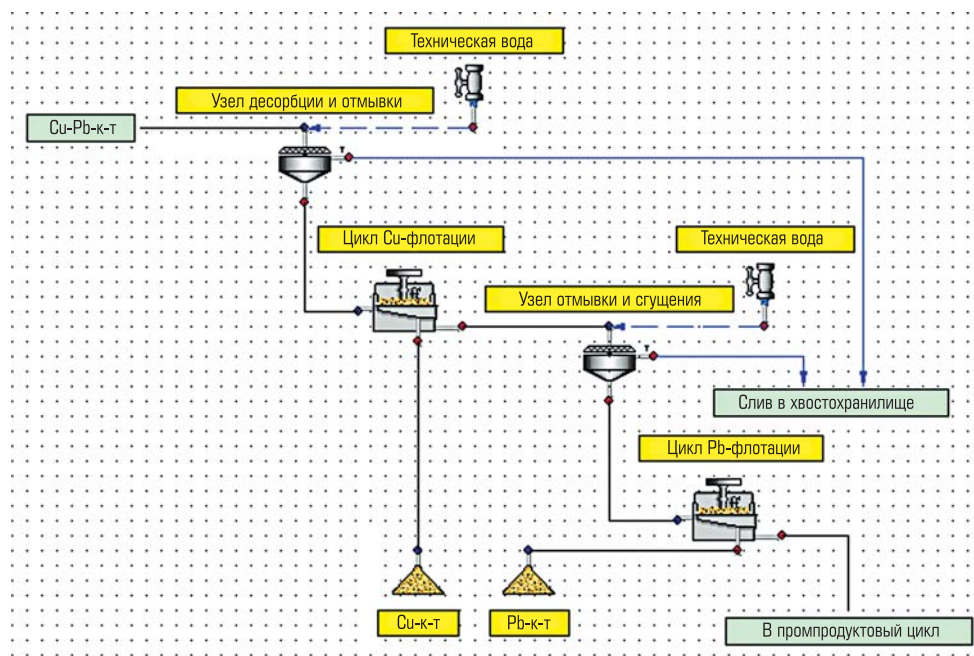 Техническая вода
Узел десорбции и отмывки
Cu-Pb-к-т
т
Цикл Cu-флотации
Техническая вода
Узел отмывки и сгущения
т
Слив в хвостохранилище
Цикл Pb-флотации
Cu-к-т
Pb-к-т
В промпродуктовый цикл